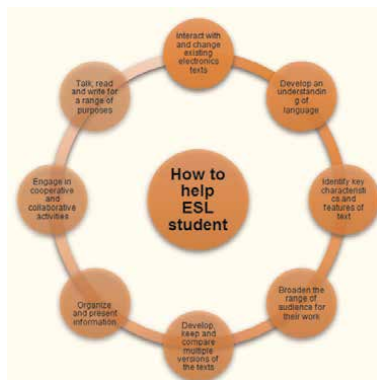 Interact with
and change
existing
electronics
texts
Develop an
understandin
g of
language
Identify key
characteristi
cs and
features of
text
Broaden the
range of
audience for
their work
Develop,
keep and
compare
multiple
versions of
the texts
Organize
and present
information
Engage in
cooperative
and
collaborative
activities
Talk, read
and write for
a range of
purposes
How to
help
ESL
student